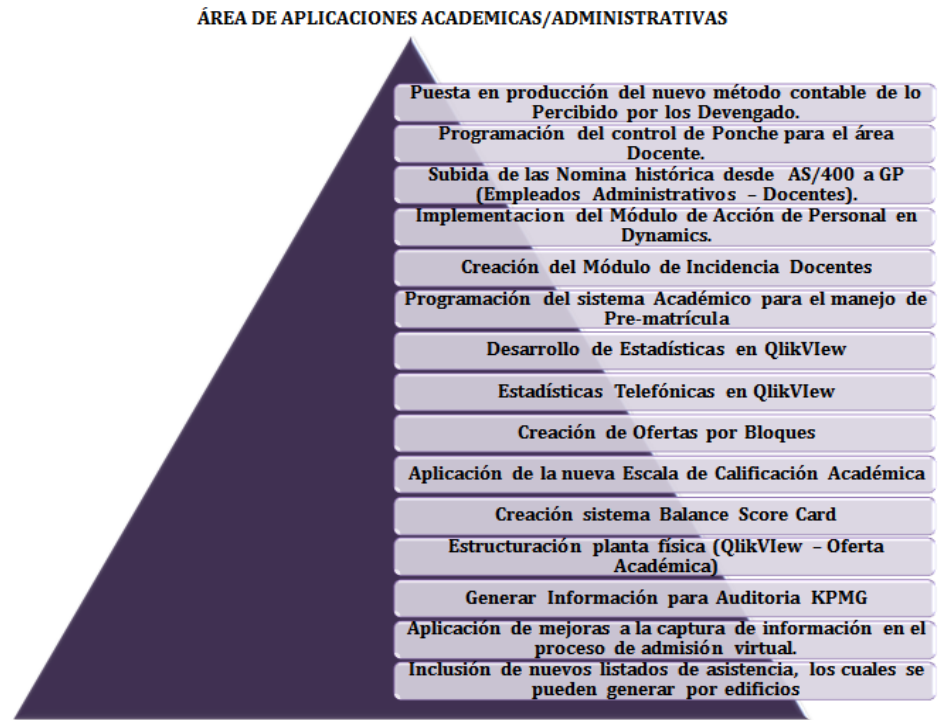 ÁREA DE APLICACIONES ACADEMICAS/ADMINISTRATIVAS
Puesta en producción del nuevo método contable de lo
Percibido por los Devengado.
Programación del control de Ponche para el área
Docente.
Subida de las Nomina histórica desde AS/400 a GP
(Empleados Administrativos – Docentes).
Implementacion del Módulo de Acción de Personal en
Dynamics.
Creación del Módulo de Incidencia Docentes
Programación del sistema Académico para el manejo de
Pre-matrícula
Desarrollo de Estadísticas en QlikVIew
Estadísticas Telefónicas en QlikVIew
Creación de Ofertas por Bloques
Aplicación de la nueva Escala de Calificación Académica
Creación sistema Balance Score Card
Estructuración planta física (QlikVIew – Oferta
Académica)
Generar Información para Auditoria KPMG
Aplicación de mejoras a la captura de información en el
proceso de admisión virtual.
Inclusión de nuevos listados de asistencia, los cuales se
pueden generar por edificios